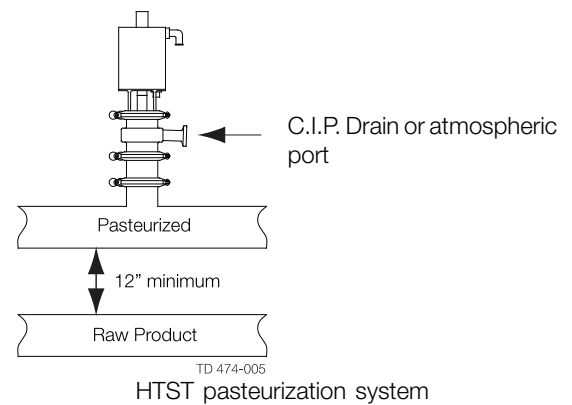 C.I.P. Drain or atmospheric
port
Pasteurized
12” minimum
Raw Product
TD 474-005
HTST pasteurization system